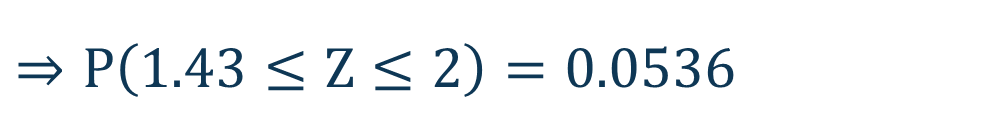 ⇒ P(1.43 ≤ Z ≤ 2) = 0.0536